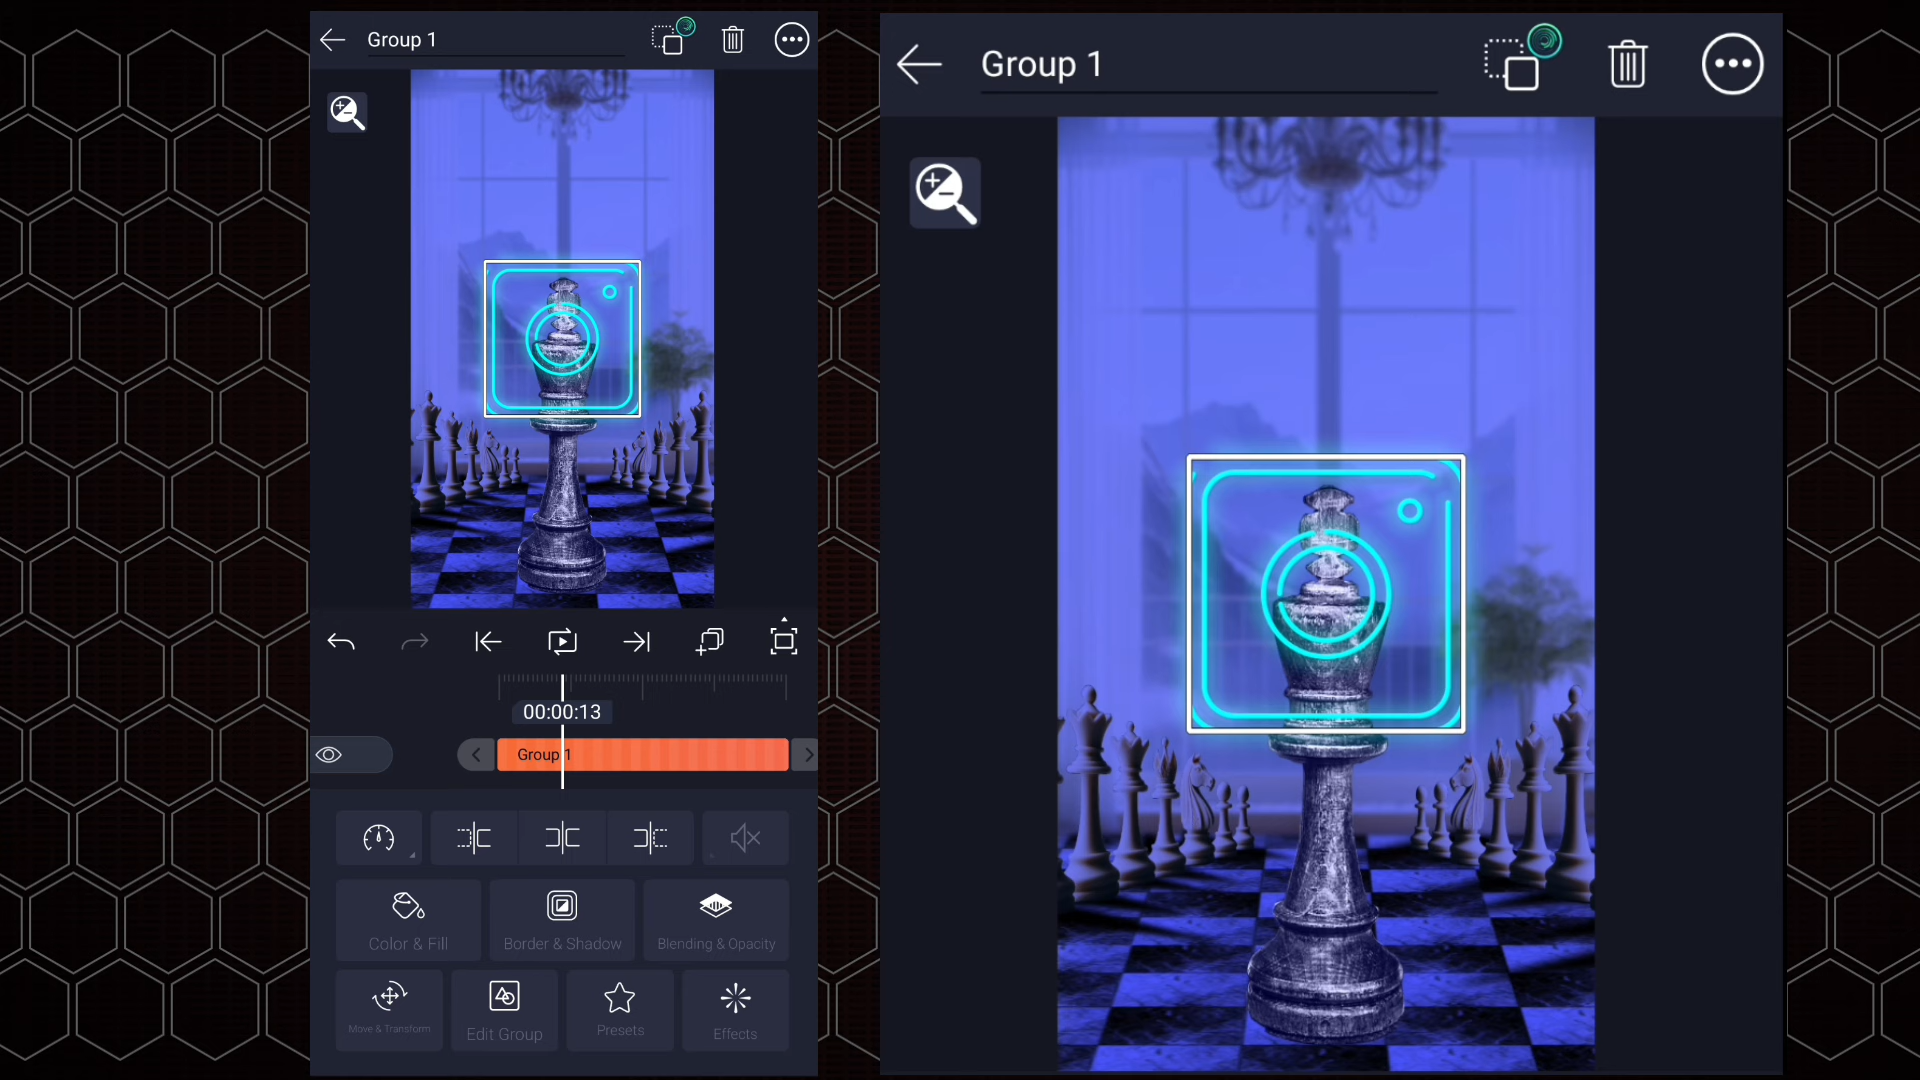 Group 1
00:00:13
Group 1
Color & Fill
Border & Shadow
Blending & Opacity
Move & Transform
Edit Group
Presets
Effects
Group 1